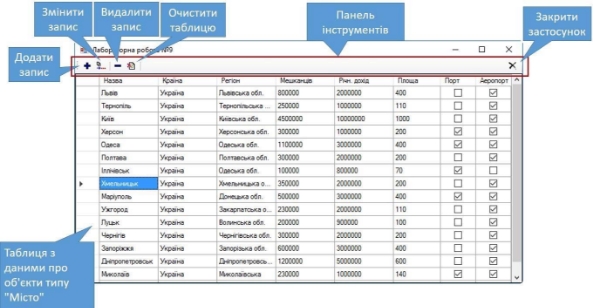 Змінити запис
Видалити запис
Очистити таблицю
Панель інструментів
Закрити застосунок
Додати запис
Лабораторна робота №9
Назва Країна Регіон Мешканців Річн. дохід Площа Порт Аеропорт
Львів Україна Львівська обл. 800000 2000000 400
Тернопіль Україна Тернопільська ... 250000 1000000 110
Київ Україна Київська обл. 4500000 10000000 1000
Херсон Україна Херсонська обл. 300000 1000000 200
Одеса Україна Одеська обл. 1100000 3000000 400
Полтава Україна Полтавська обл. 200000 300000 200
Іллічівськ Україна Одеська обл. 100000 800000 70
Хмельницьк Україна Хмельницька о... 350000 2000000 200
Маріуполь Україна Донецька обл. 500000 3000000 400
Ужгород Україна Закарпатська о... 230000 2000000 110
Луцьк Україна Волинська обл. 200000 900000 100
Чернігів Україна Чернігівська обл. 300000 2000000 200
Запоріжжя Україна Запорізька обл. 600000 3000000 400
Дніпропетровськ Україна Дніпропетровсь... 1200000 5000000 600
Миколаїв Україна Миколаївська 230000 1000000 140
Таблиця з
даними про
об'єкти типу
"Місто"